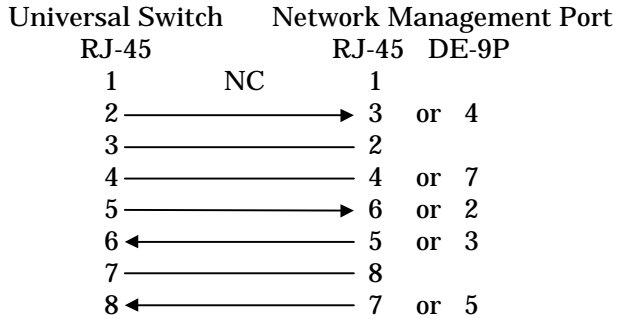 Universal Switch Network Management Port
RJ-45 RJ-45 DE-9P
1 NC 1
2 3 or 4
3 2
4 4 or 7
5 6 or 2
6 5 or 3
7 8
8 7 or 5